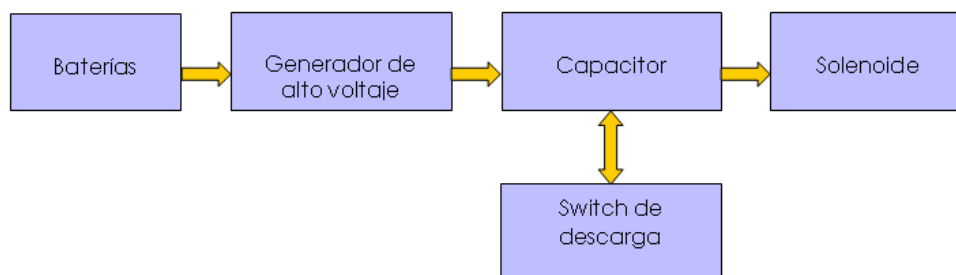 Baterías
Generador de
alto voltaje
Capacitor
Solenoide
Switch de
descarga